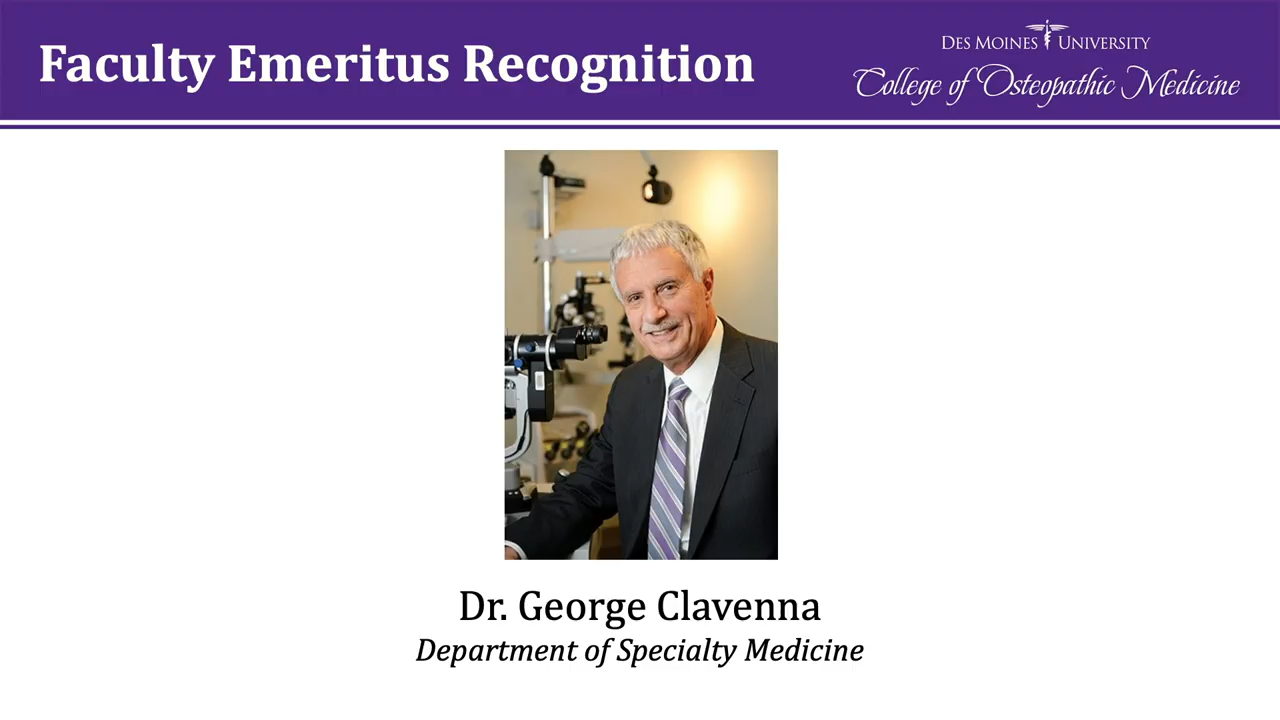 Faculty Emeritus Recognition
DES MOINES UNIVERSITY
College of Osteopathic Medicine
Dr. George Clavenna
Department of Specialty Medicine